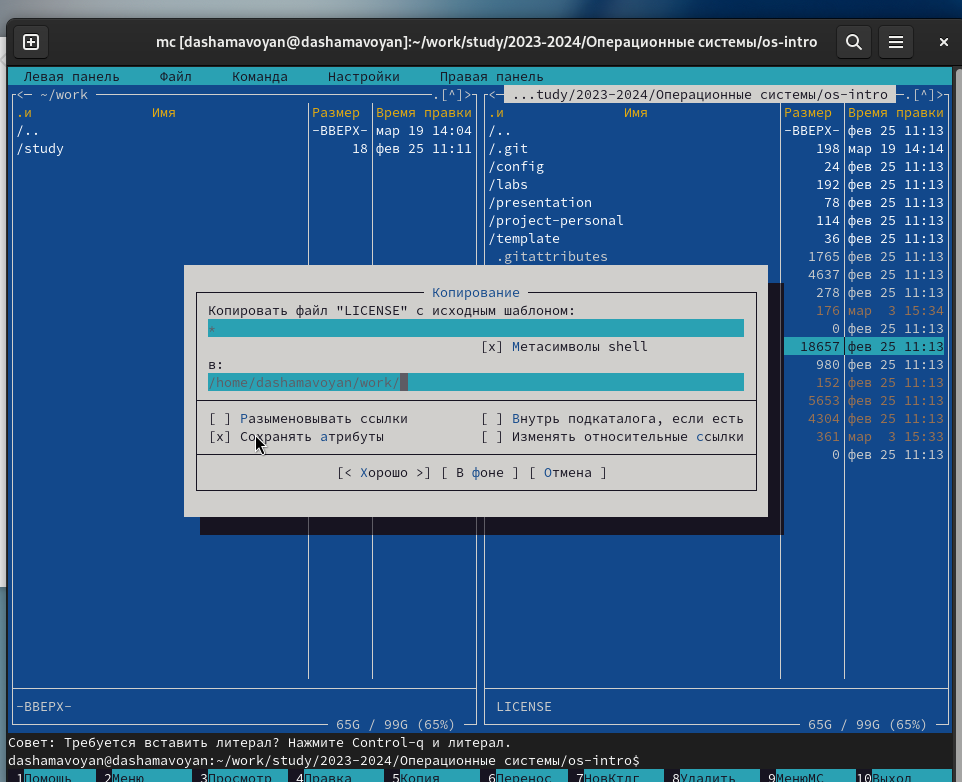 mc [dashamavoyan@dashamavoyan]:~/work/study/2023-2024/Операционные системы/os-intro
Левая панель Файл Команда Настройки Правая панель
<— ~/work .[^]>
.и Имя Размер Время правки
/.. -ВВЕРХ- мар 19 14:04
/study 18 фев 25 11:11
<— ...tudy/2023-2024/Операционные системы/os-intro .[^]>
.и Имя Размер Время правки
/.. -ВВЕРХ- фев 25 11:13
/.git 198 мар 19 14:14
/config 24 фев 25 11:13
/labs 192 фев 25 11:13
/presentation 78 фев 25 11:13
/project-personal 114 фев 25 11:13
/template 36 фев 25 11:13
.gitattributes 1765 фев 25 11:13
4637 фев 25 11:13
278 фев 25 11:13
176 мар 3 15:34
0 фев 25 11:13
18657 фев 25 11:13
980 фев 25 11:13
152 фев 25 11:13
5653 фев 25 11:13
4304 фев 25 11:13
361 мар 3 15:33
0 фев 25 11:13
Копирование
Копировать файл "LICENSE" с исходным шаблоном:
*
[x] Метасимволы shell
в:
/home/dashamavoyan/work/
[ ] Разыменовывать ссылки [ ] Внутрь подкаталога, если есть
[x] Сохранять атрибуты [ ] Изменять относительные ссылки
[< Хорошо >] [ В фоне ] [ Отмена ]
-ВВЕРХ-
65G / 99G (65%)
LICENSE
65G / 99G (65%)
Совет: Требуется вставить литерал? Нажмите Control-q и литерал.
dashamavoyan@dashamavoyan:~/work/study/2023-2024/Операционные системы/os-intro$
1Помощь 2Меню 3Просмотр 4Правка 5Копия 6Перенос 7НовКтлг 8Удалить 9МенюMC 10Выход